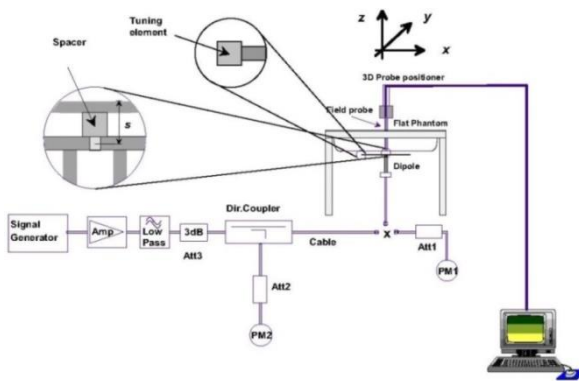 Tuning
element
Spacer
s
z
y
x
3D Probe positioner
Field probe
Flat Phantom
Dipole
Signal
Generator
Amp
Low
Pass
3dB
Att3
Dir.Coupler
Cable
x
Att1
PM1
Att2
PM2